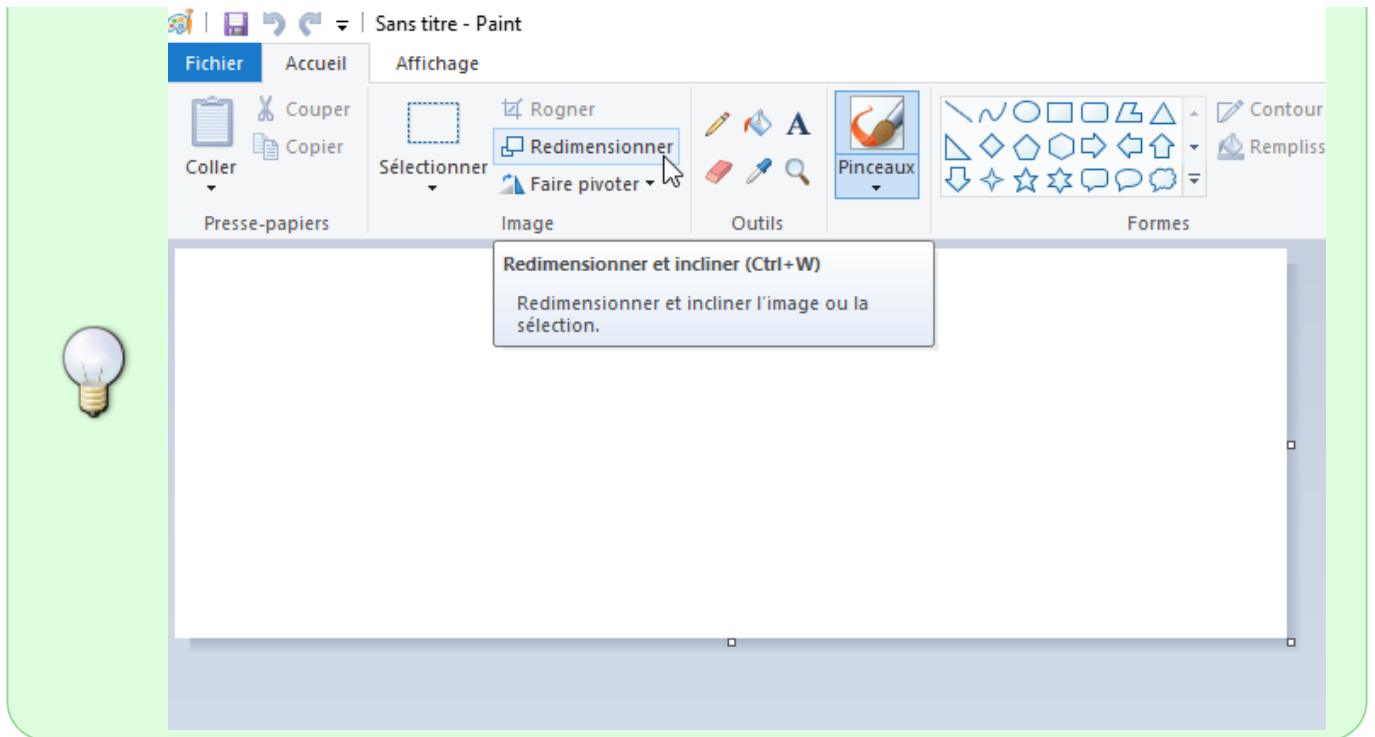 Sans titre - Paint
Fichier Accueil Affichage
Coller
Couper
Copier
Presse-papiers
Sélectionner
Rogner
Redimensionner
Faire pivoter
Image
A
Outils
Pinceaux
Formes
Contour
Rempliss
Redimensionner et incliner (Ctrl+W)
Redimensionner et incliner l'image ou la
sélection.